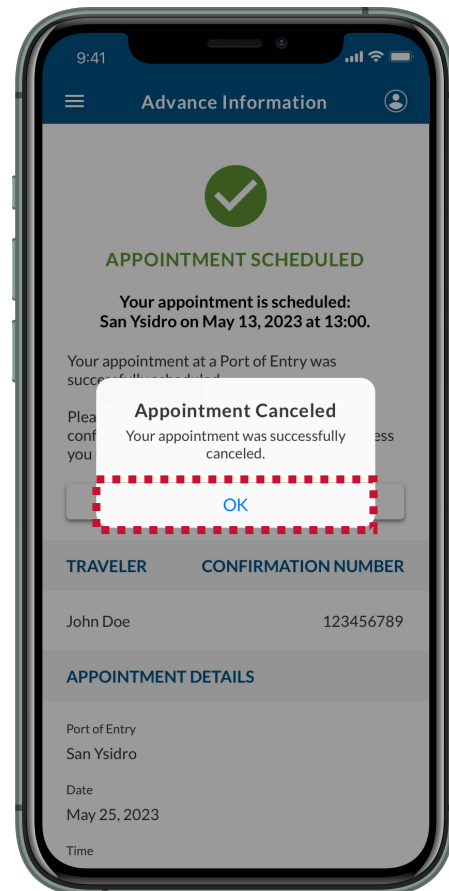 9:41
Advance Information
APPOINTMENT SCHEDULED
Your appointment is scheduled:
San Ysidro on May 13, 2023 at 13:00.
Your appointment at a Port of Entry was
Appointment Canceled
Your appointment was successfully
canceled.
you
OK
TRAVELER CONFIRMATION NUMBER
John Doe 123456789
APPOINTMENT DETAILS
Port of Entry
San Ysidro
Date
May 25, 2023
Time